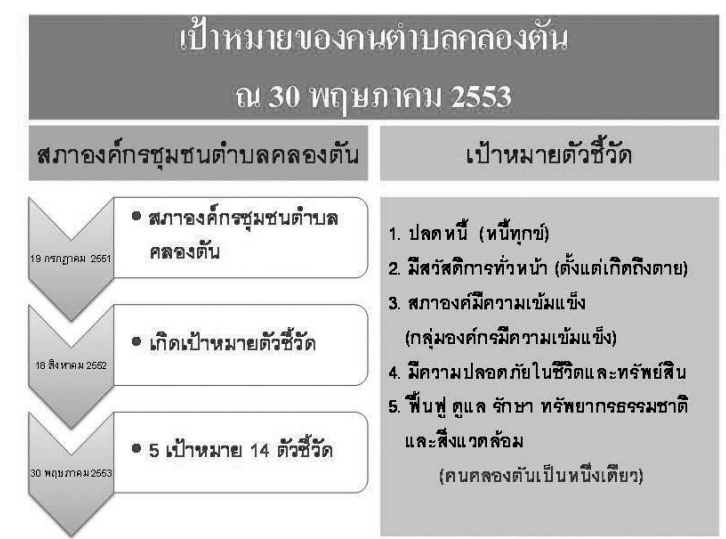 เป้าหมายของคนตำบลคลองตัน
ณ 30 พฤษภาคม 2553
สภาองค์กรชุมชนตำบลคลองตัน
19 กรกฎาคม 2551
• สภาองค์กรชุมชนตำบล
คลองตัน
18 สิงหาคม 2552
• เกิดเป้าหมายตัวชี้วัด
30 พฤษภาคม 2553
• 5 เป้าหมาย 14 ตัวชี้วัด
เป้าหมายตัวชี้วัด
1. ปลดหนี้ (หนี้ทุกข์)
2. มีสวัสดิการทั่วหน้า (ตั้งแต่เกิดถึงตาย)
3. สภาองค์มีความเข้มแข็ง
(กลุ่มองค์กรมีความเข้มแข็ง)
4. มีความปลอดภัยในชีวิตและทรัพย์สิน
5. ฟื้นฟู ดูแล รักษา ทรัพยากรธรรมชาติ
และสิ่งแวดล้อม
(คนคลองตันเป็นหนึ่งเดียว)